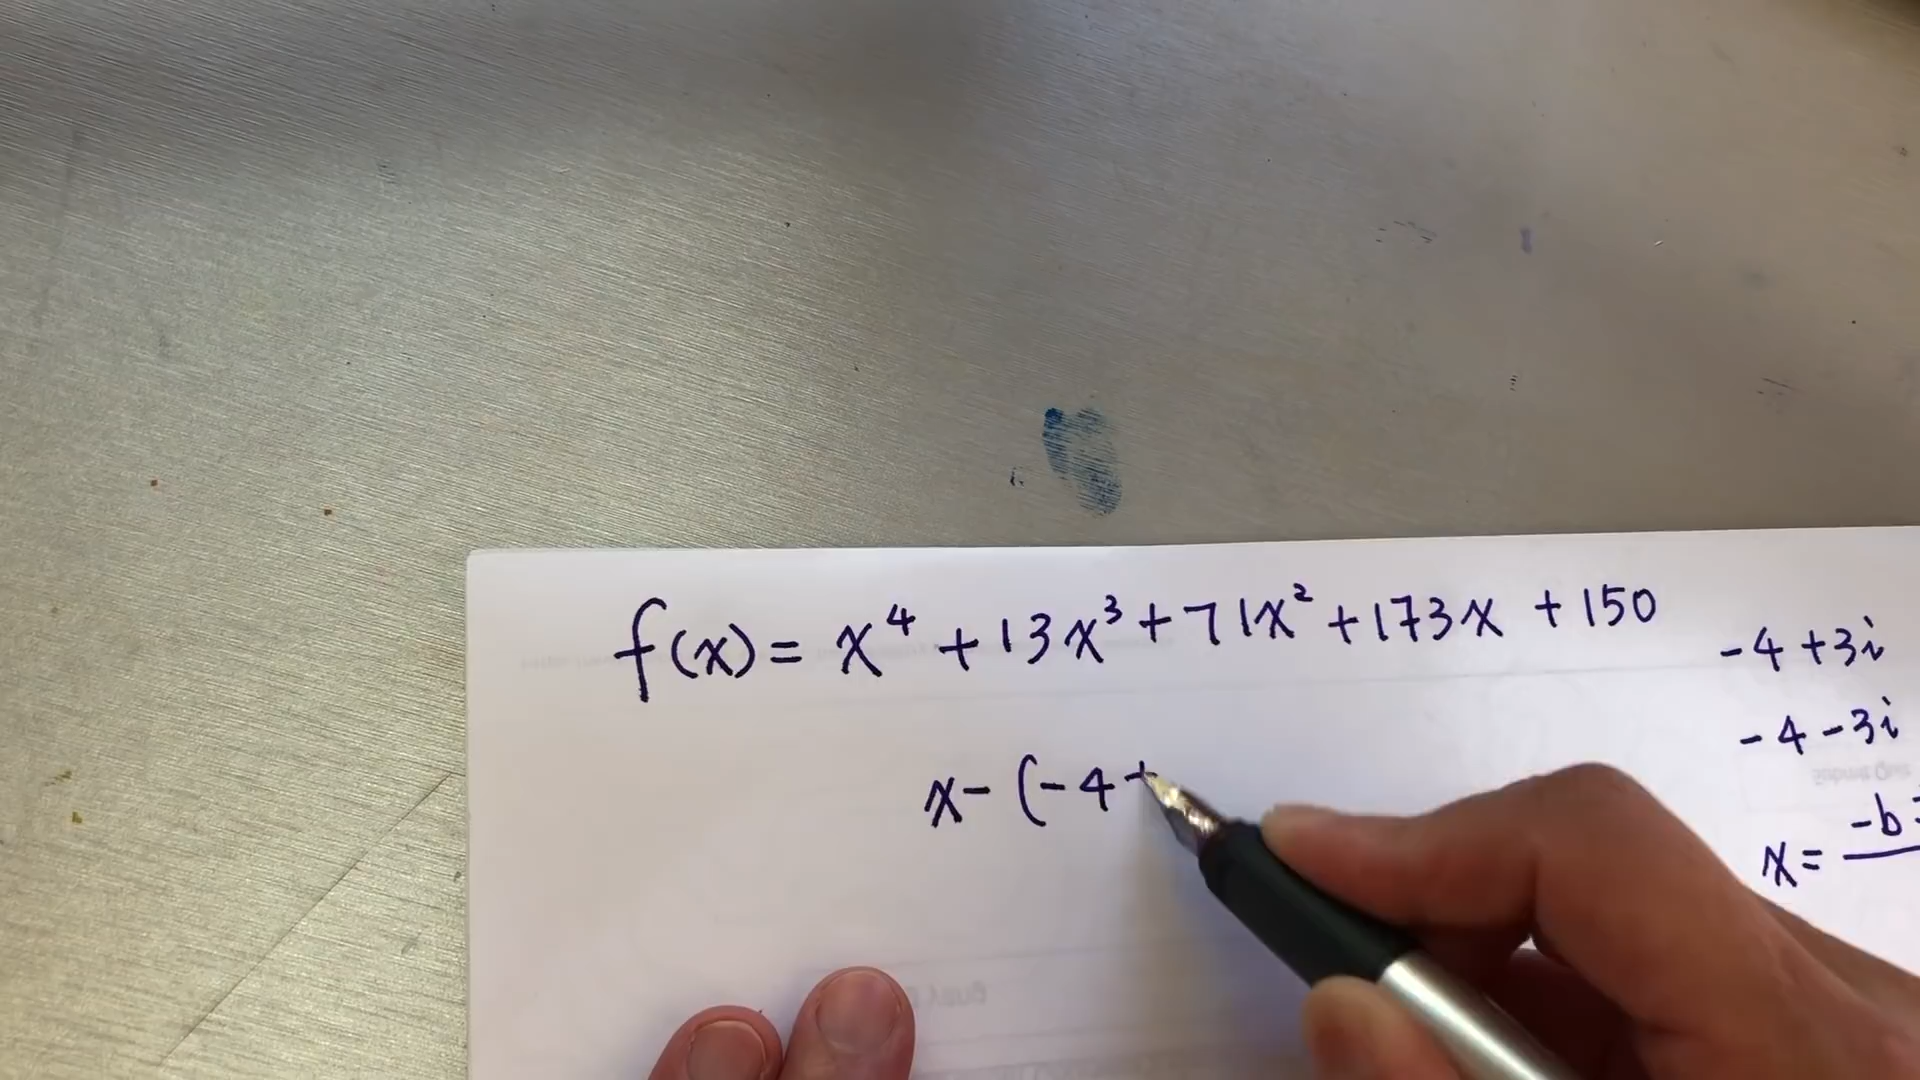 f(x) = x⁴ + 13x³ + 71x² + 173x + 150
-4 + 3i
-4 - 3i
x - (-4 +
-b
x =